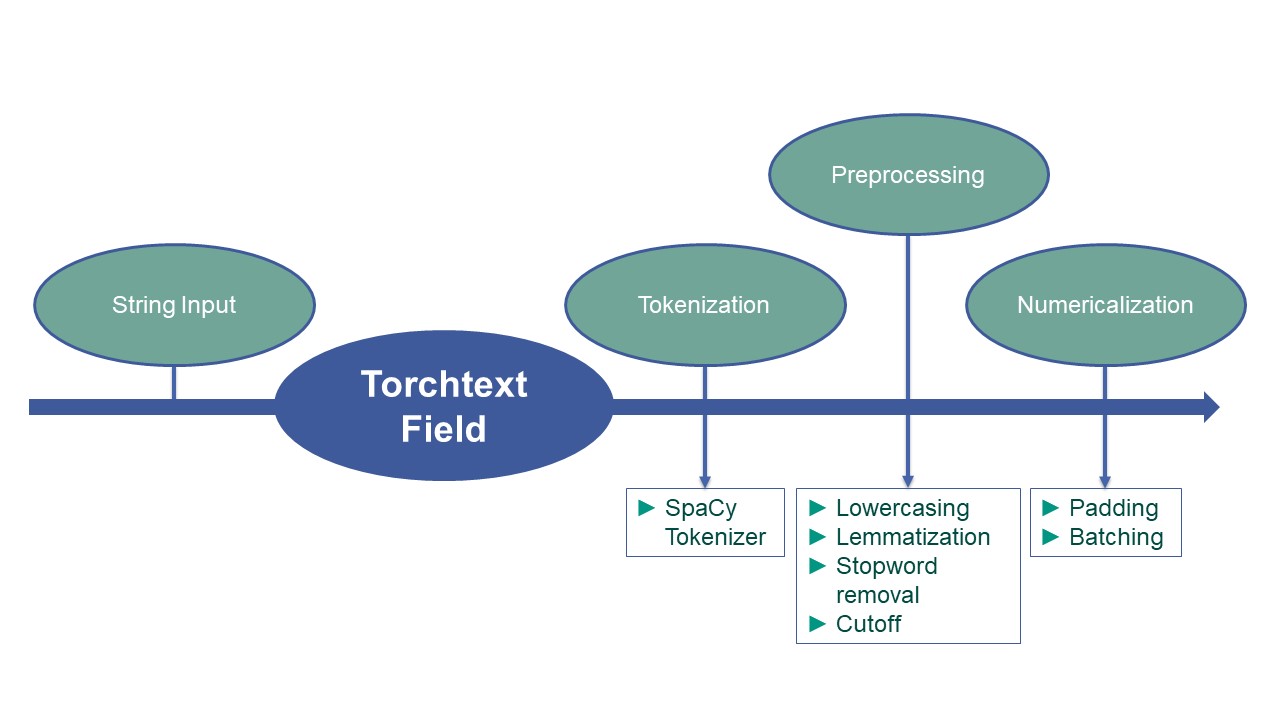 Preprocessing
String Input
Tokenization
Numericalization
Torchtext
Field
► SpaCy
Tokenizer
► Lowercasing
► Lemmatization
► Stopword
removal
► Cutoff
► Padding
► Batching